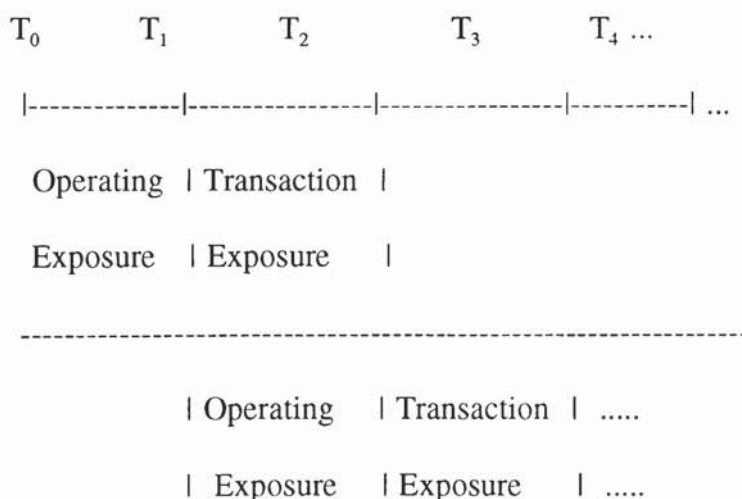 T₀ T₁ T₂ T₃ T₄ ...
|----------------|-------------------|-------------------|------------| ...
Operating | Transaction |
Exposure | Exposure |
------------------------------------------------------------------------
| Operating | Transaction | .....
| Exposure | Exposure | .....